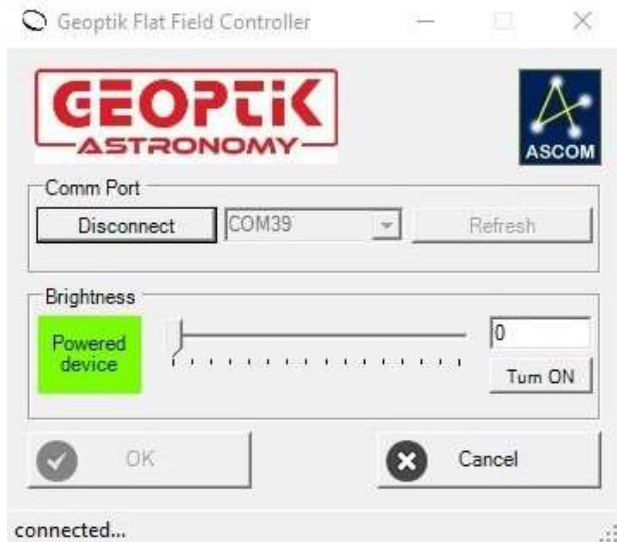 Geoptik Flat Field Controller
GEOPTiK
ASTRONOMY
ASCOM
Comm Port
Disconnect
COM39
Refresh
Brightness
Powered
device
0
Turn ON
OK
Cancel
connected...